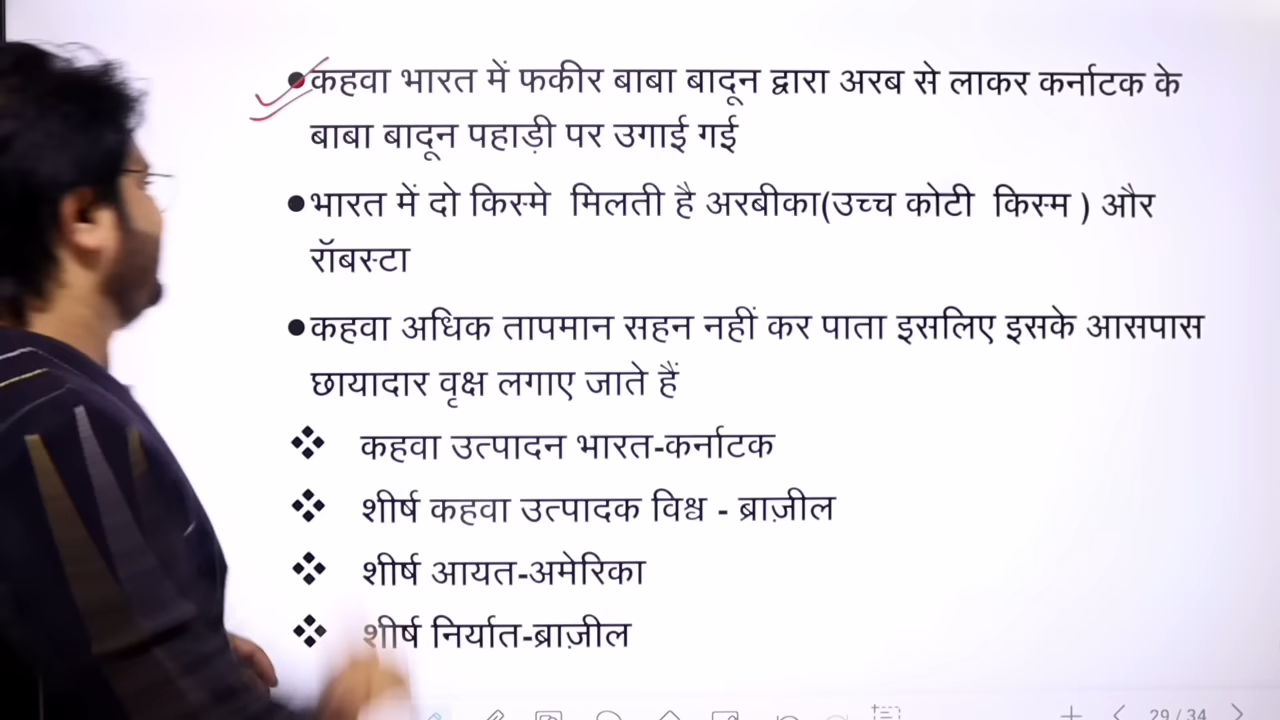 कहवा भारत में फकीर बाबा बादून द्वारा अरब से लाकर कर्नाटक के
बाबा बादून पहाड़ी पर उगाई गई
भारत में दो किस्मे मिलती है अरबीका(उच्च कोटी किस्म ) और
रॉबस्टा
कहवा अधिक तापमान सहन नहीं कर पाता इसलिए इसके आसपास
छायादार वृक्ष लगाए जाते हैं
कहवा उत्पादन भारत-कर्नाटक
शीर्ष कहवा उत्पादक विश्व - ब्राज़ील
शीर्ष आयत-अमेरिका
शीर्ष निर्यात-ब्राज़ील
29 / 34